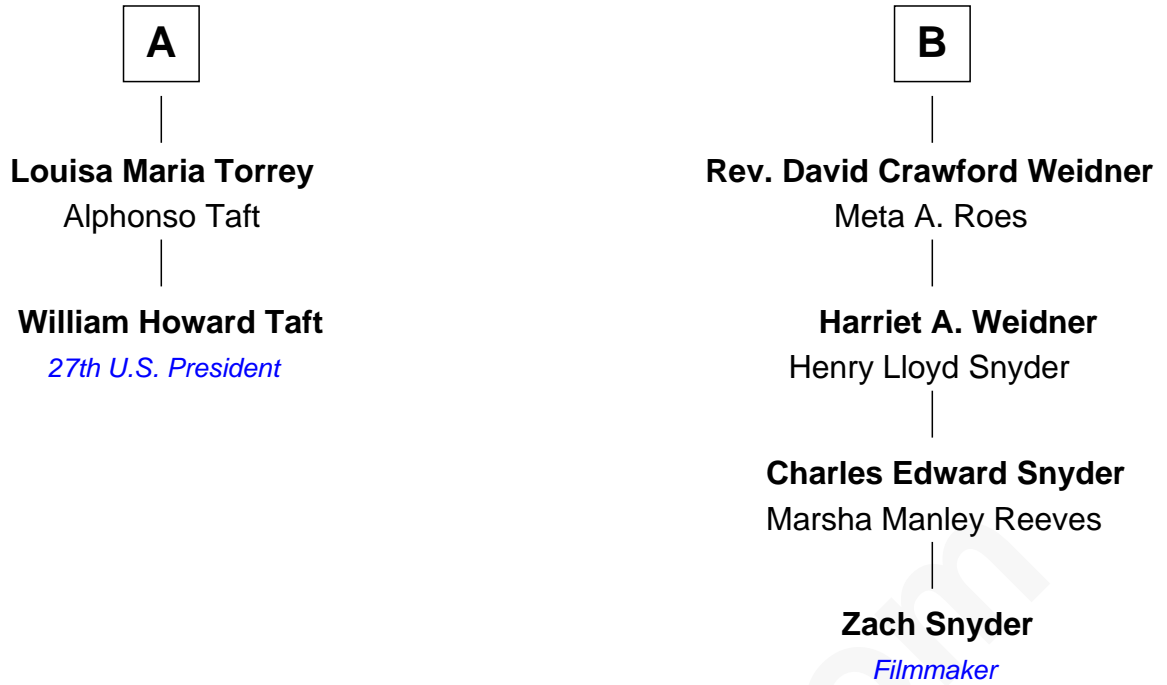 A
Louisa Maria Torrey
Alphonso Taft
William Howard Taft
27th U.S. President
B
Rev. David Crawford Weidner
Meta A. Roes
Harriet A. Weidner
Henry Lloyd Snyder
Charles Edward Snyder
Marsha Manley Reeves
Zach Snyder
Filmmaker